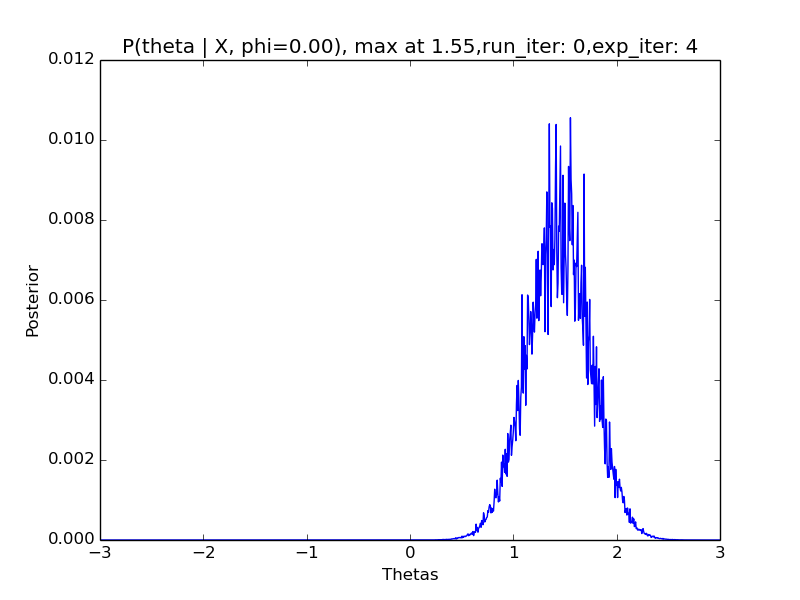 P(theta | X, phi=0.00), max at 1.55,run_iter: 0,exp_iter: 4
0.012
0.010
0.008
0.006
0.004
0.002
0.000
Posterior
−3 −2 −1 0 1 2 3
Thetas